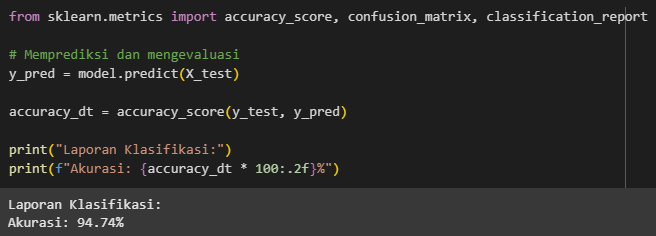 from sklearn.metrics import accuracy_score, confusion_matrix, classification_report
# Memprediksi dan mengevaluasi
y_pred = model.predict(X_test)
accuracy_dt = accuracy_score(y_test, y_pred)
print("Laporan Klasifikasi:")
print(f"Akurasi: {accuracy_dt * 100:.2f}%")
Laporan Klasifikasi:
Akurasi: 94.74%